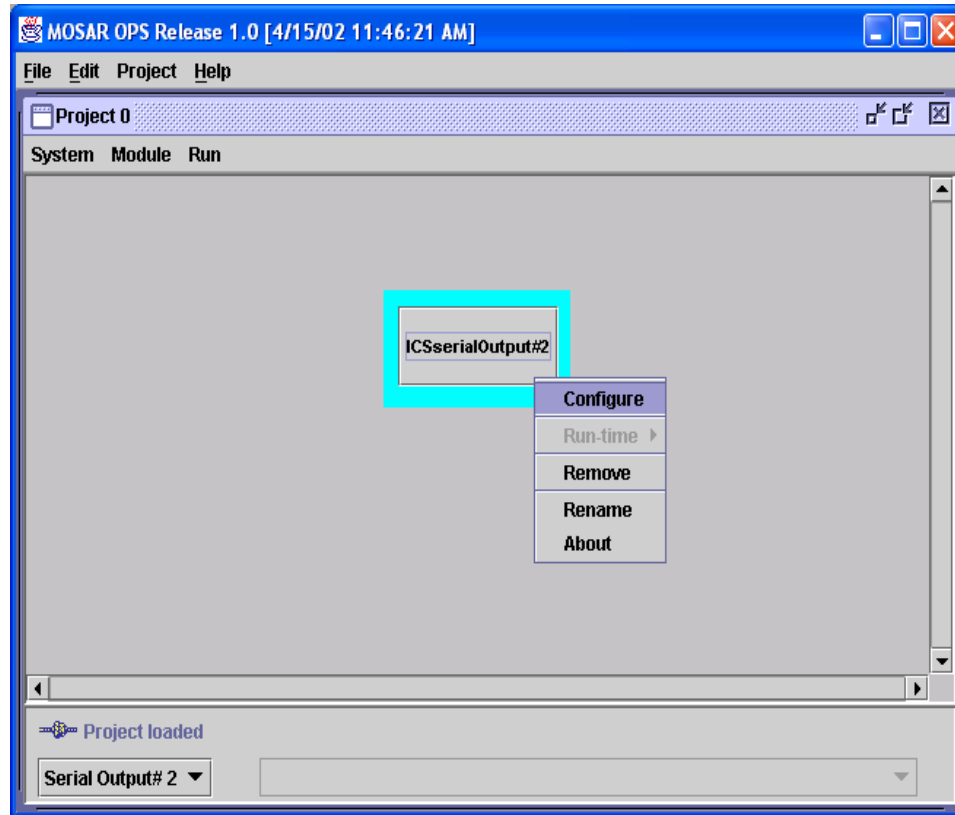 MOSAR OPS Release 1.0 [4/15/02 11:46:21 AM]
File Edit Project Help
Project 0
System Module Run
ICSserialOutput#2
Configure
Run-time
Remove
Rename
About
Project loaded
Serial Output# 2